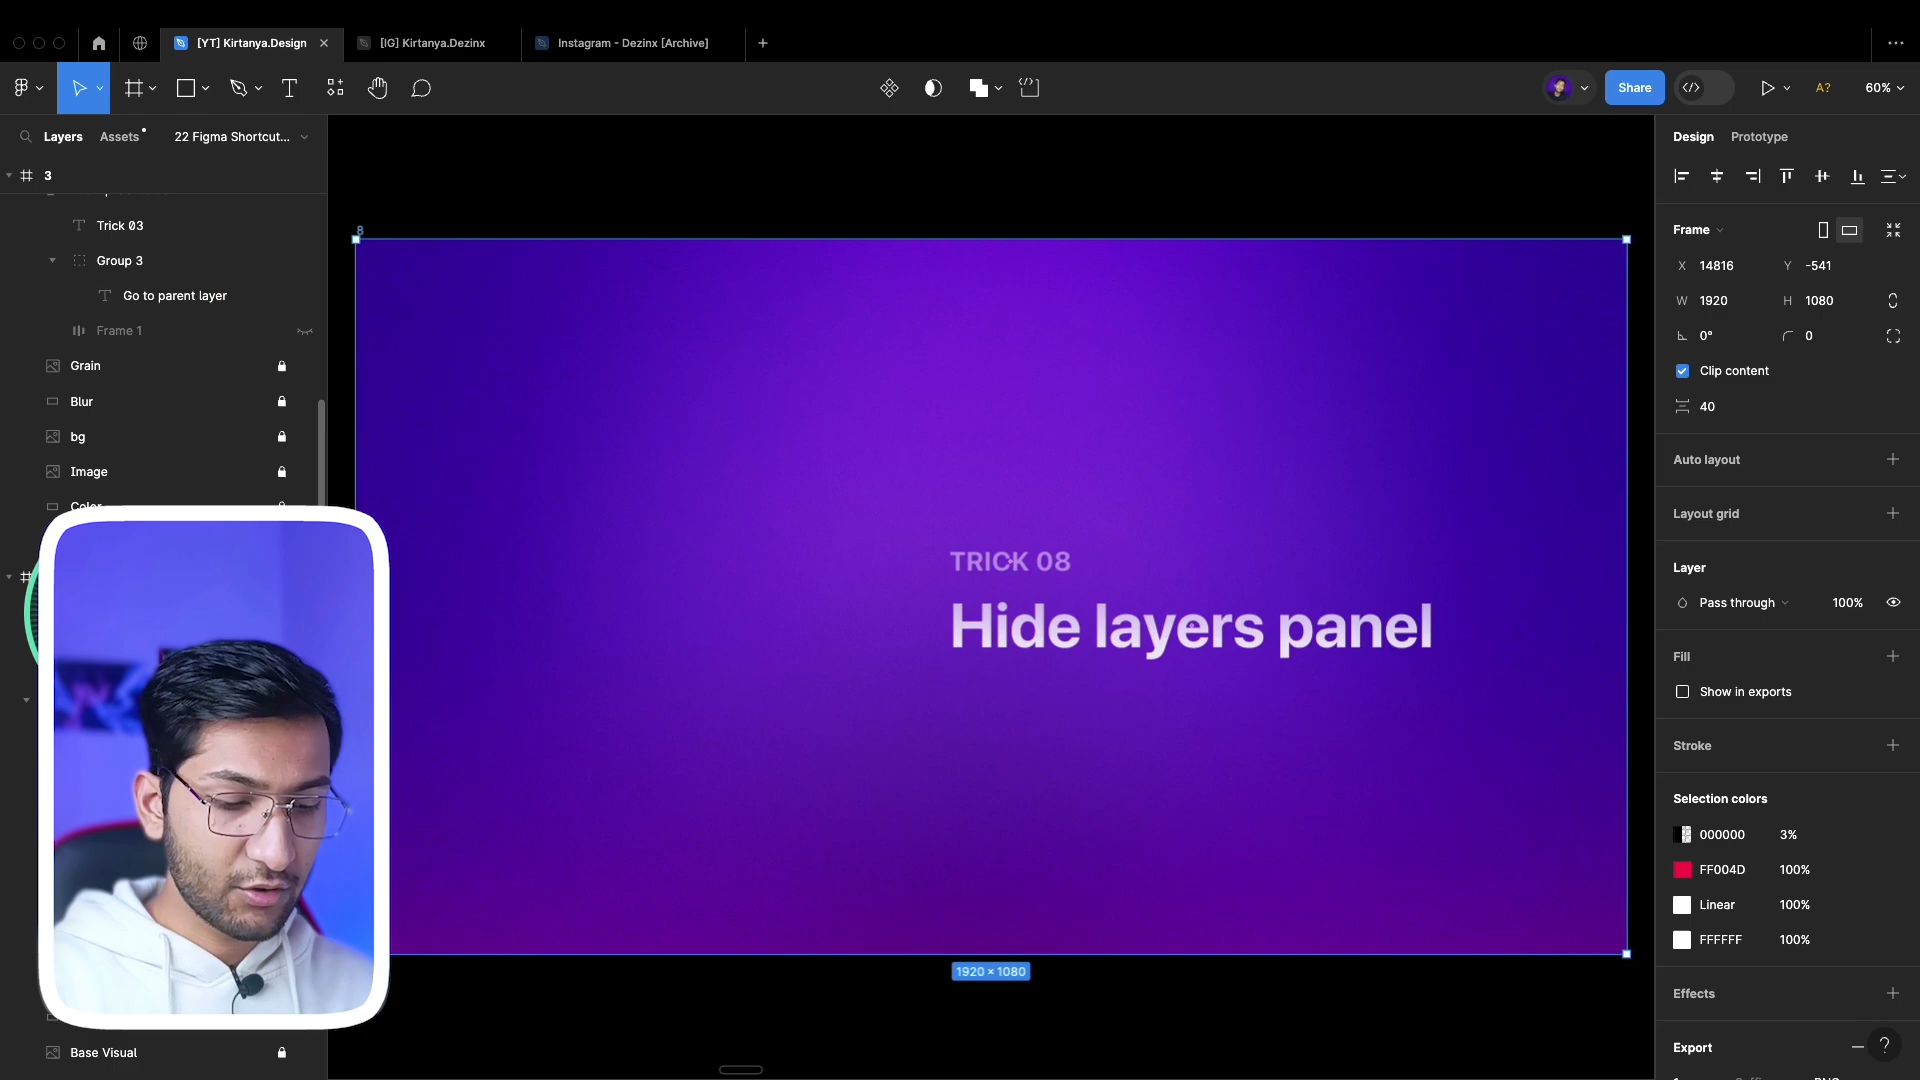 [YT] Kirtanya.Design
[IG] Kirtanya.Dezinx
Instagram - Dezinx [Archive]
Share
A?
60%
Layers
Assets
22 Figma Shortcut...
3
Trick 03
Group 3
Go to parent layer
Frame 1
Grain
Blur
bg
Image
Color
Base Visual
8
TRICK 08
Hide layers panel
1920 × 1080
Design
Prototype
Frame
X 14816
Y -541
W 1920
H 1080
0°
0
Clip content
40
Auto layout
Layout grid
Layer
Pass through
100%
Fill
Show in exports
Stroke
Selection colors
000000
3%
FF004D
100%
Linear
100%
FFFFFF
100%
Effects
Export
?